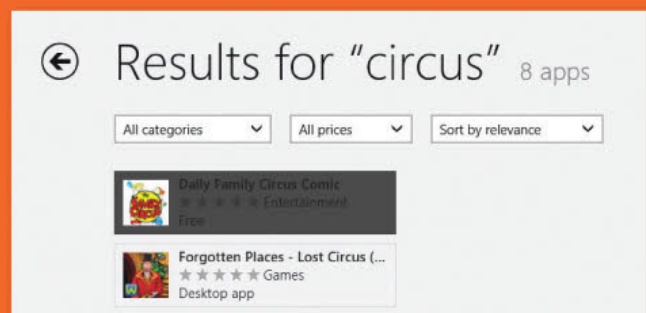 Results for “circus” 8 apps
All categories
All prices
Sort by relevance
Daily Family Circus Comic
Entertainment
Free
Forgotten Places - Lost Circus (...
Games
Desktop app